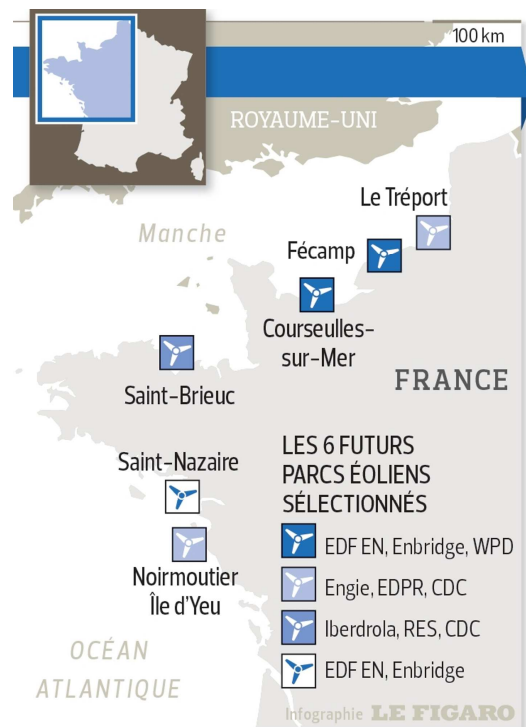 100 km
ROYAUME-UNI
Le Tréport
Manche
Fécamp
Courseulles-
sur-Mer
FRANCE
Saint-Brieuc
Saint-Nazaire
Noirmoutier
Île d'Yeu
OCÉAN
ATLANTIQUE
LES 6 FUTURS
PARCS ÉOLIENS
SÉLECTIONNÉS
EDF EN, Enbridge, WPD
Engie, EDPR, CDC
Iberdrola, RES, CDC
EDF EN, Enbridge
Infographie LE FIGARO